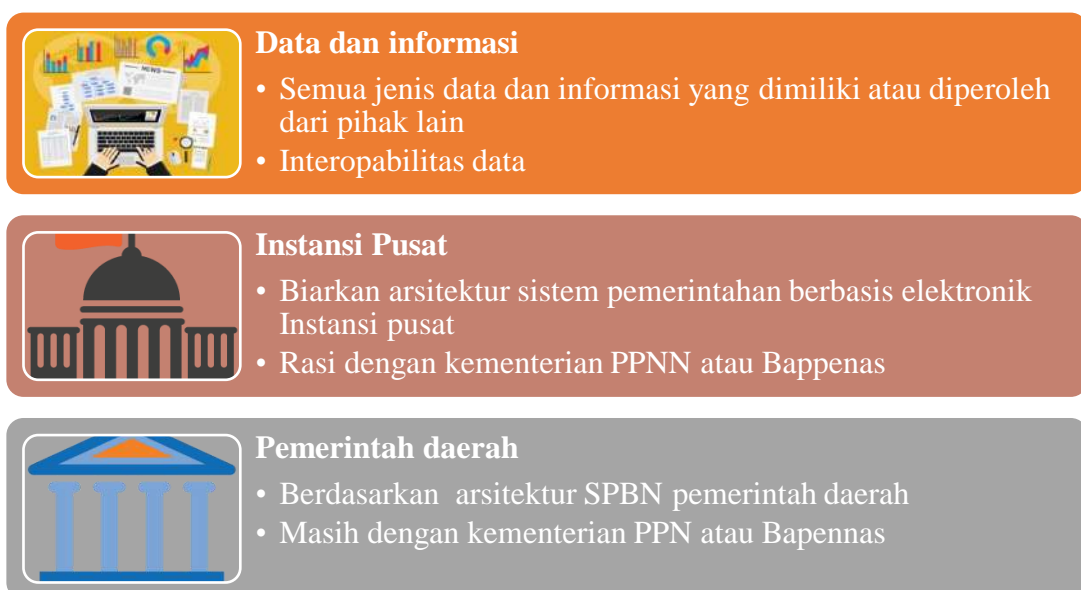 Data dan informasi
• Semua jenis data dan informasi yang dimiliki atau diperoleh
dari pihak lain
• Interopabilitas data
NEWS
Instansi Pusat
• Biarkan arsitektur sistem pemerintahan berbasis elektronik
Instansi pusat
• Rasi dengan kementerian PPNN atau Bappenas
Pemerintah daerah
• Berdasarkan arsitektur SPBN pemerintah daerah
• Masih dengan kementerian PPN atau Bapennas